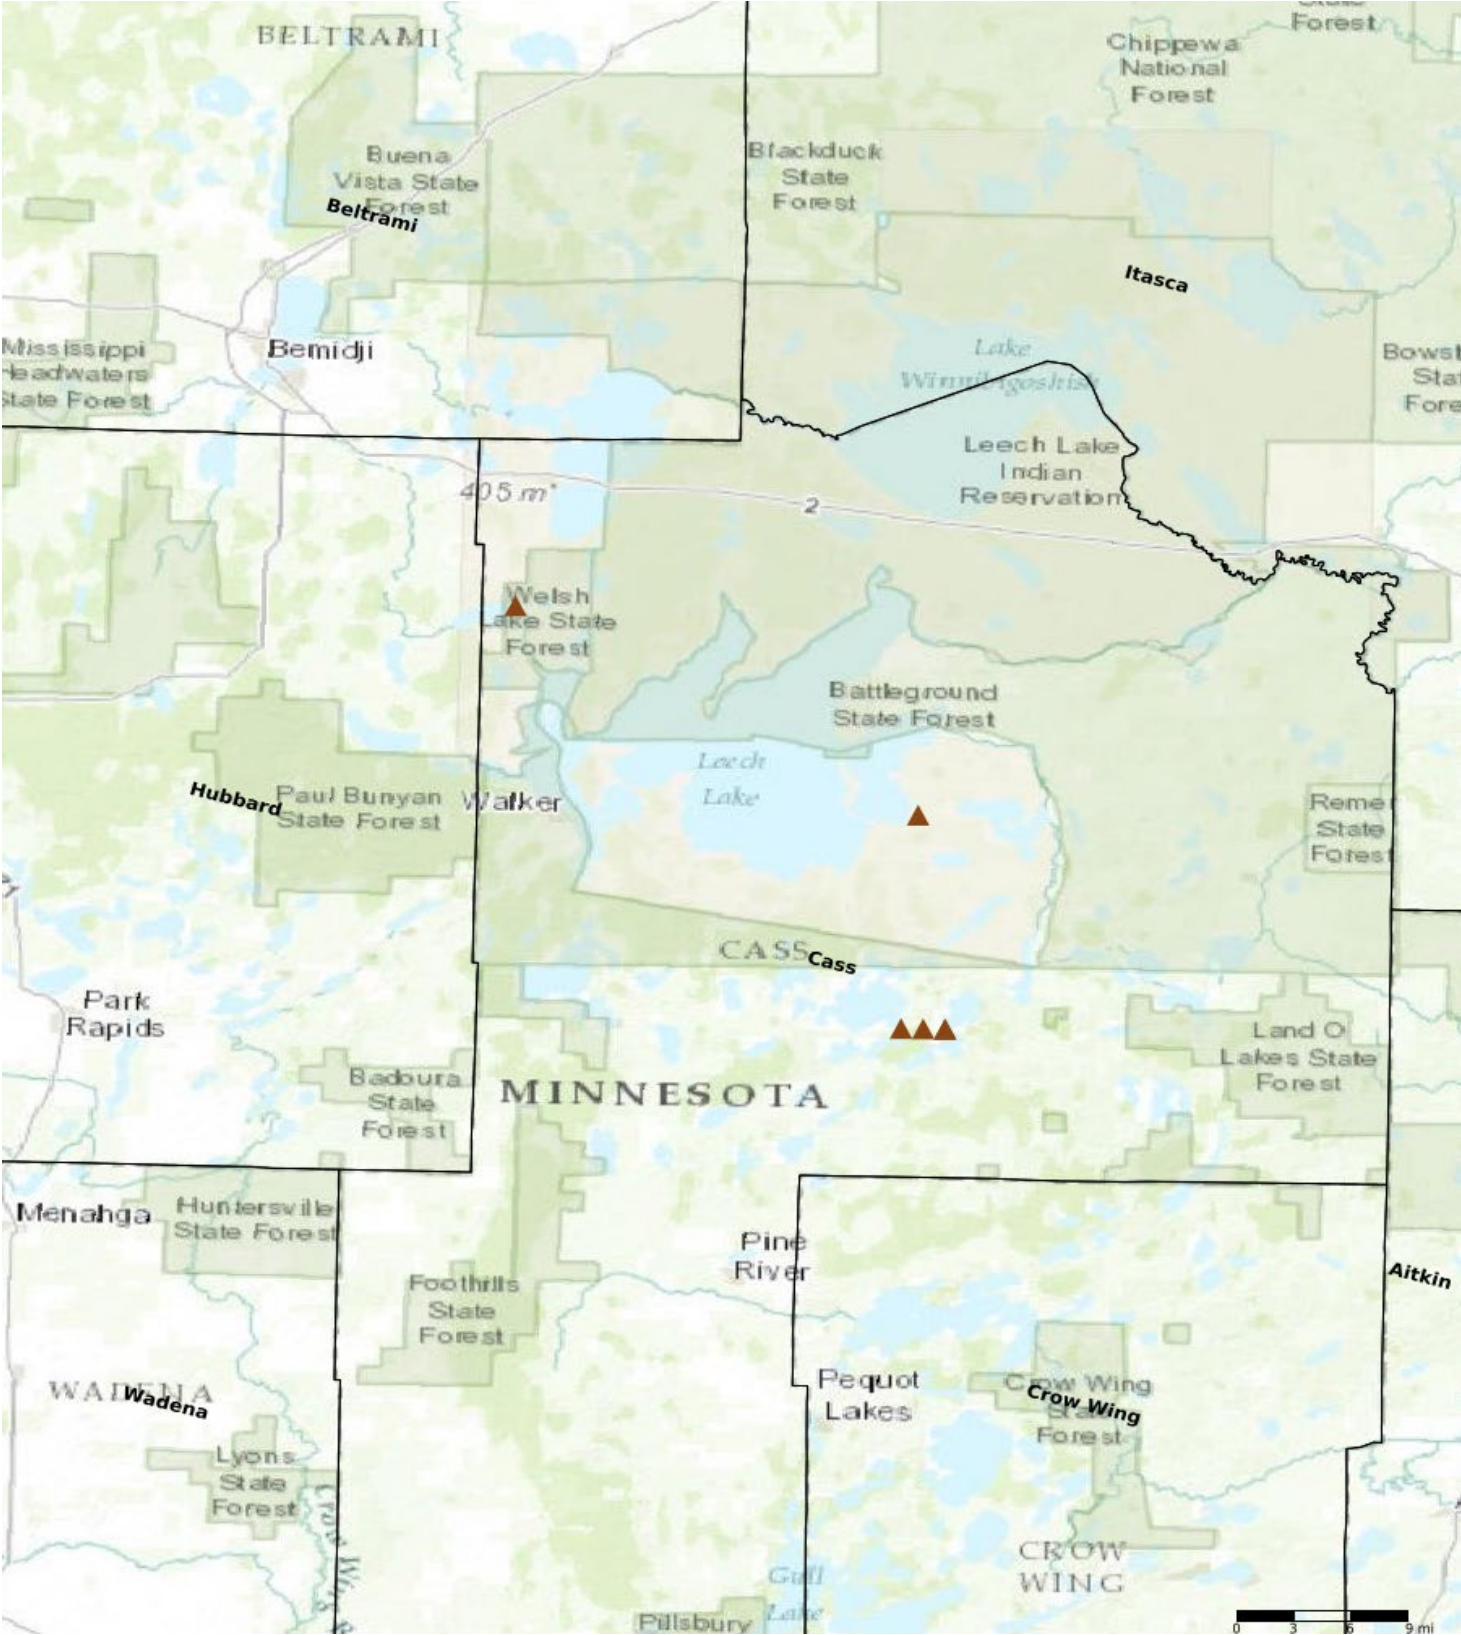 BELTRAMI
Forest
Chippewa
National
Forest
Buena
Vista State
Forest
Beltrami
Blackduck
State
Forest
Itasca
Bemidji
Mississippi
Headwaters
State Forest
Lake
Winnibigoshish
Leech Lake
Indian
Reservation
405 m
2
Welsh
Lake State
Forest
Battleground
State Forest
Leech
Lake
Hubbard
Paul Bunyan
State Forest
Walker
Remer
State
Forest
CASS
Cass
Park
Rapids
Land O
Lakes State
Forest
Badoura
State
Forest
MINNESOTA
Menahga
Huntersville
State Forest
Pine
River
Foothills
State
Forest
Aitkin
WADENA
Wadena
Pequot
Lakes
Crow Wing
State
Forest
Crow Wing
Lyons
State
Forest
CROW
WING
Gull
Lake
Pillsbury
0 3 6 9 mi